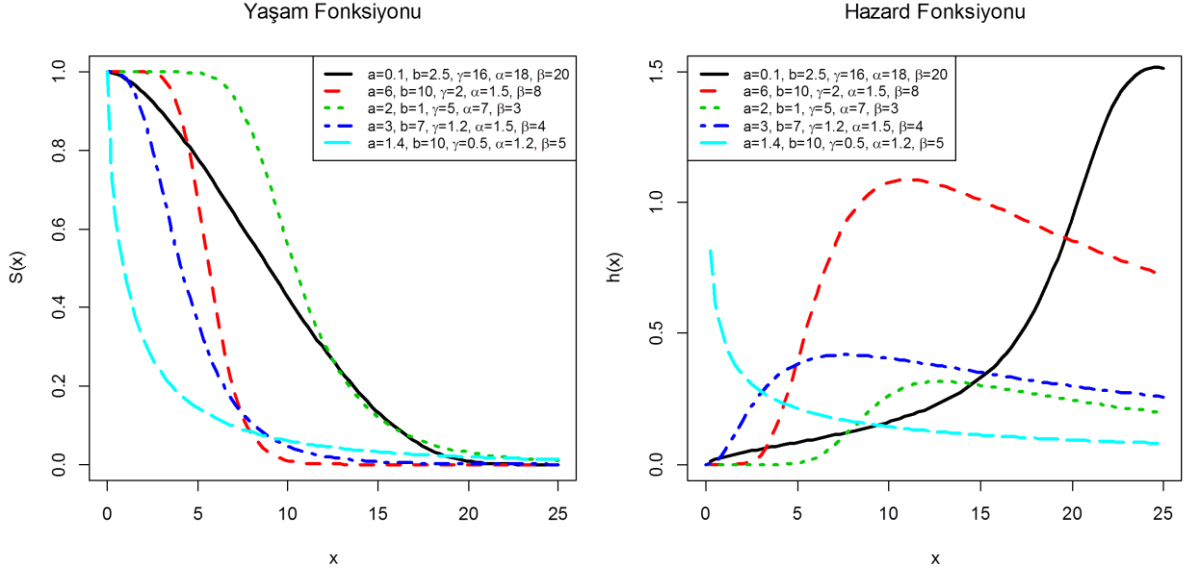 Yaşam Fonksiyonu
S(x)
1.0
0.8
0.6
0.4
0.2
0.0
a=0.1, b=2.5, γ=16, α=18, β=20
a=6, b=10, γ=2, α=1.5, β=8
a=2, b=1, γ=5, α=7, β=3
a=3, b=7, γ=1.2, α=1.5, β=4
a=1.4, b=10, γ=0.5, α=1.2, β=5
0 5 10 15 20 25
x
Hazard Fonksiyonu
h(x)
1.5
1.0
0.5
0.0
a=0.1, b=2.5, γ=16, α=18, β=20
a=6, b=10, γ=2, α=1.5, β=8
a=2, b=1, γ=5, α=7, β=3
a=3, b=7, γ=1.2, α=1.5, β=4
a=1.4, b=10, γ=0.5, α=1.2, β=5
0 5 10 15 20 25
x